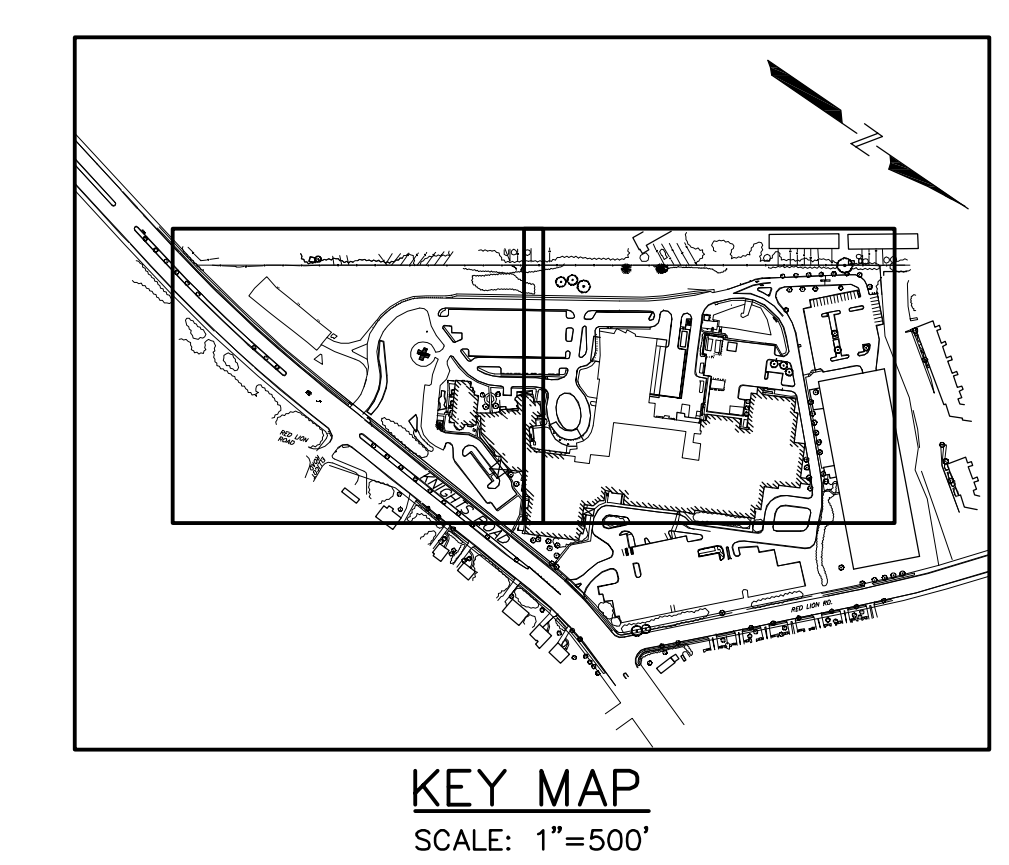 RED LION
ROAD
KNIGHTS ROAD
RED LION RD.
KEY MAP
SCALE: 1"=500'